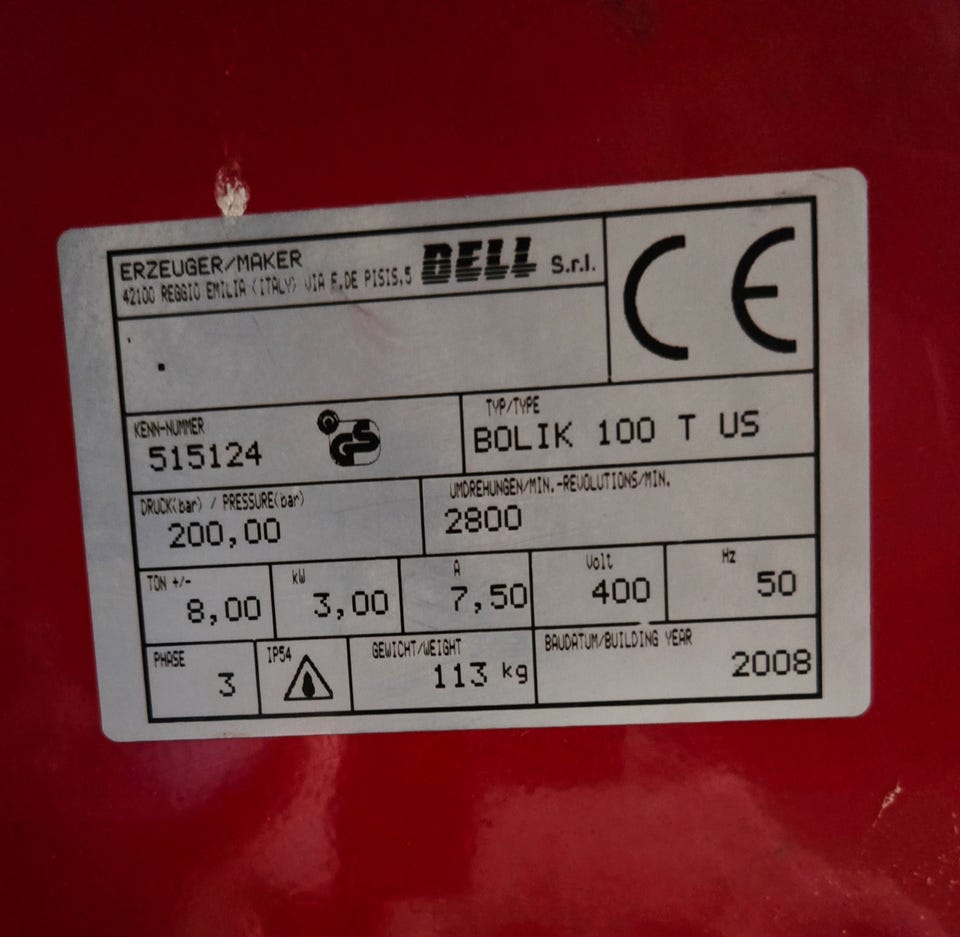 ERZEUGER/MAKER BELL S.r.l.
42100 REGGIO EMILIA (ITALY) VIA F.DE PISIS,5
CE
KENN-NUMMER
515124
GS
TYP/TYPE
BOLIK 100 T US
DRUCK(bar) / PRESSURE(bar)
200,00
UMDREHUNGEN/MIN.-REVOLUTIONS/MIN.
2800
TON +/-
8,00
kW
3,00
A
7,50
Volt
400
Hz
50
PHASE
3
IP54
GEWICHT/WEIGHT
113 kg
BAUDATUM/BUILDING YEAR
2008